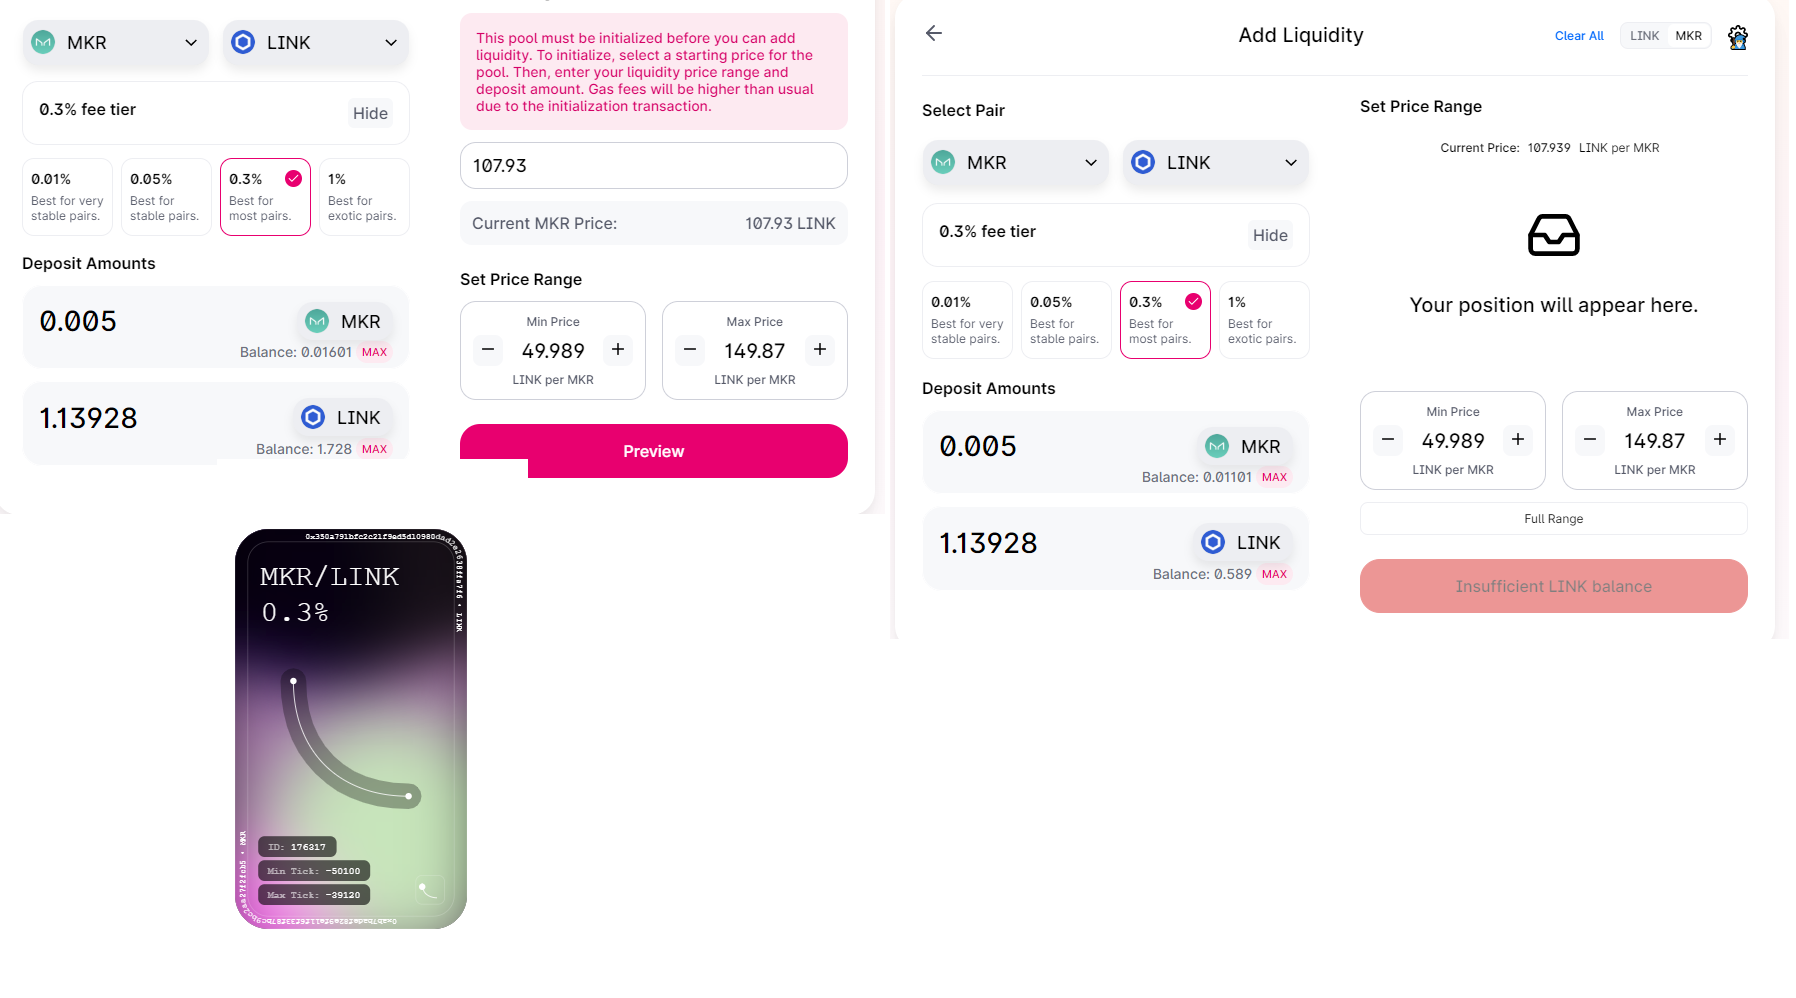 MKR
LINK
0.3% fee tier
Hide
0.01%
Best for very
stable pairs.
0.05%
Best for
stable pairs.
0.3%
Best for
most pairs.
1%
Best for
exotic pairs.
Deposit Amounts
0.005
MKR
Balance: 0.01601 MAX
1.13928
LINK
Balance: 1.728 MAX
This pool must be initialized before you can add
liquidity. To initialize, select a starting price for the
pool. Then, enter your liquidity price range and
deposit amount. Gas fees will be higher than usual
due to the initialization transaction.
107.93
Current MKR Price: 107.93 LINK
Set Price Range
Min Price
49.989
LINK per MKR
Max Price
149.87
LINK per MKR
Preview
MKR/LINK
0.3%
ID: 176317
Min Tick: -50100
Max Tick: -39120
• LINK
• MKR
Add Liquidity
Clear All
LINK MKR
Select Pair
MKR
LINK
0.3% fee tier
Hide
0.01%
Best for very
stable pairs.
0.05%
Best for
stable pairs.
0.3%
Best for
most pairs.
1%
Best for
exotic pairs.
Deposit Amounts
0.005
MKR
Balance: 0.01101 MAX
1.13928
LINK
Balance: 0.589 MAX
Set Price Range
Current Price: 107.939 LINK per MKR
Your position will appear here.
Min Price
49.989
LINK per MKR
Max Price
149.87
LINK per MKR
Full Range
Insufficient LINK balance